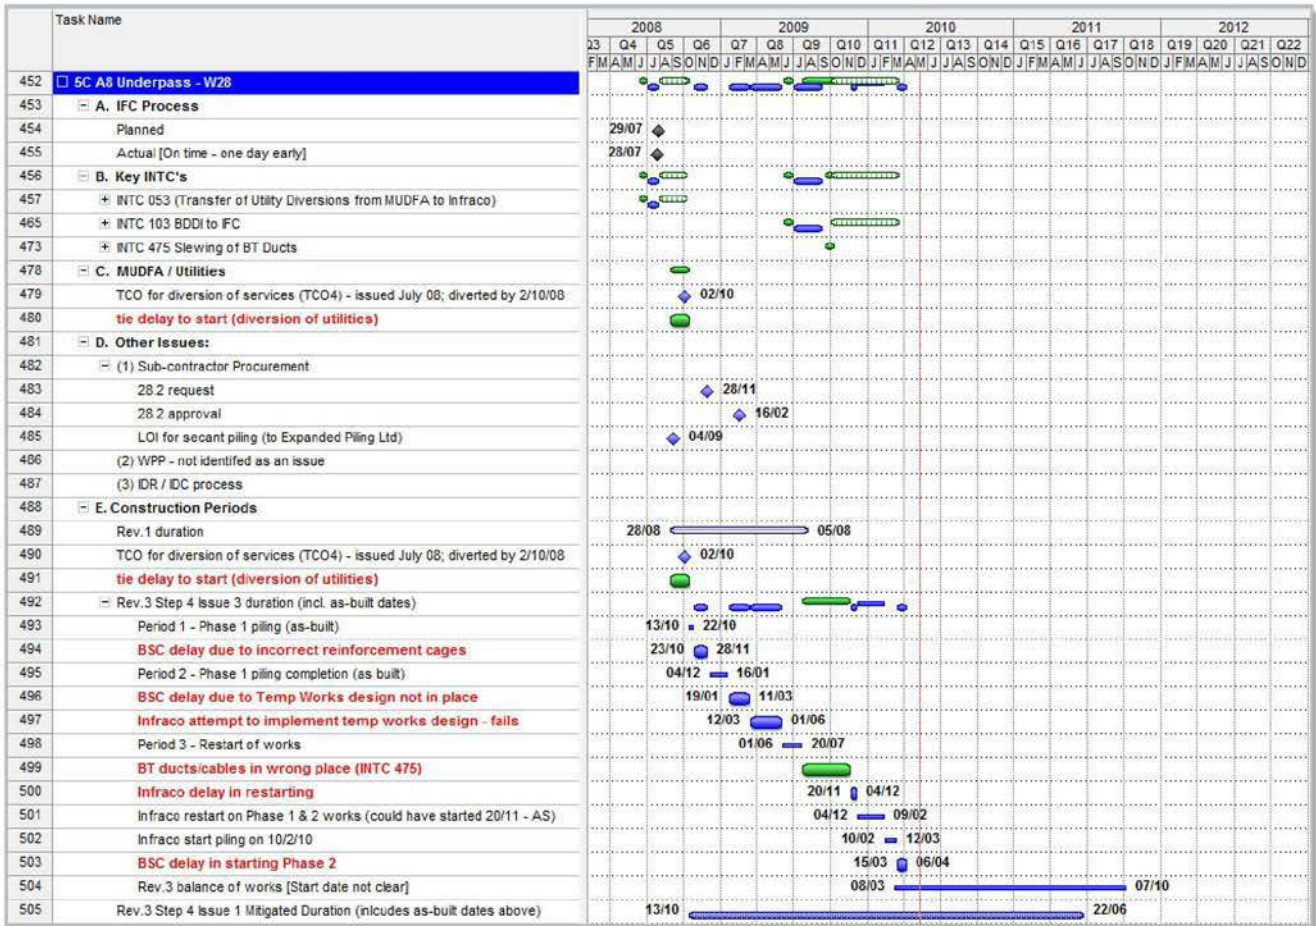 Task Name
2008 2009 2010 2011 2012
Q3 Q4 Q5 Q6 Q7 Q8 Q9 Q10 Q11 Q12 Q13 Q14 Q15 Q16 Q17 Q18 Q19 Q20 Q21 Q22
F M A M J J A S O N D J F M A M J J A S O N D J F M A M J J A S O N D J F M A M J J A S O N D J F M A M J J A S O N D
452 5C A8 Underpass - W28
453 A. IFC Process
454 Planned 29/07
455 Actual [On time - one day early] 28/07
456 B. Key INTC's
457 INTC 053 (Transfer of Utility Diversions from MUDFA to Infraco)
465 INTC 103 BDDI to IFC
473 INTC 475 Slewing of BT Ducts
478 C. MUDFA / Utilities
479 TCO for diversion of services (TCO4) - issued July 08; diverted by 2/10/08 02/10
480 tie delay to start (diversion of utilities)
481 D. Other Issues:
482 (1) Sub-contractor Procurement
483 28.2 request 28/11
484 28.2 approval 16/02
485 LOI for secant piling (to Expanded Piling Ltd) 04/09
486 (2) WPP - not identifed as an issue
487 (3) IDR / IDC process
488 E. Construction Periods
489 Rev.1 duration 28/08 05/08
490 TCO for diversion of services (TCO4) - issued July 08; diverted by 2/10/08 02/10
491 tie delay to start (diversion of utilities)
492 Rev.3 Step 4 Issue 3 duration (incl. as-built dates)
493 Period 1 - Phase 1 piling (as-built) 13/10 22/10
494 BSC delay due to incorrect reinforcement cages 23/10 28/11
495 Period 2 - Phase 1 piling completion (as built) 04/12 16/01
496 BSC delay due to Temp Works design not in place 19/01 11/03
497 Infraco attempt to implement temp works design - fails 12/03 01/06
498 Period 3 - Restart of works 01/06 20/07
499 BT ducts/cables in wrong place (INTC 475)
500 Infraco delay in restarting 20/11 04/12
501 Infraco restart on Phase 1 & 2 works (could have started 20/11 - AS) 04/12 09/02
502 Infraco start piling on 10/2/10 10/02 12/03
503 BSC delay in starting Phase 2 15/03 06/04
504 Rev.3 balance of works [Start date not clear] 08/03 07/10
505 Rev.3 Step 4 Issue 1 Mitigated Duration (inlcudes as-built dates above) 13/10 22/06